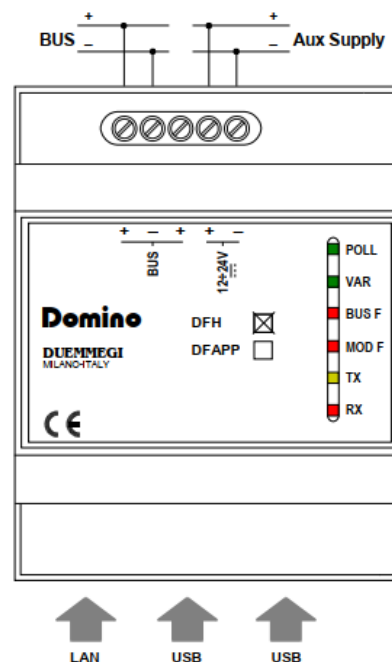 + +
BUS – – Aux Supply
+ – + + –
BUS 12÷24V
POLL
VAR
BUS F
MOD F
TX
RX
Domino
DFH
DFAPP
DUEMMEGI
MILANO-ITALY
CE
LAN USB USB